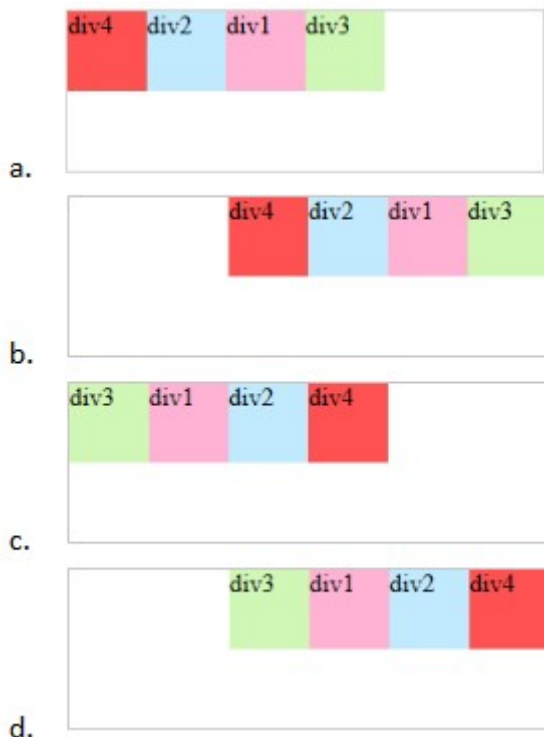 div4 div2 div1 div3
a.
div4 div2 div1 div3
b.
div3 div1 div2 div4
c.
div3 div1 div2 div4
d.